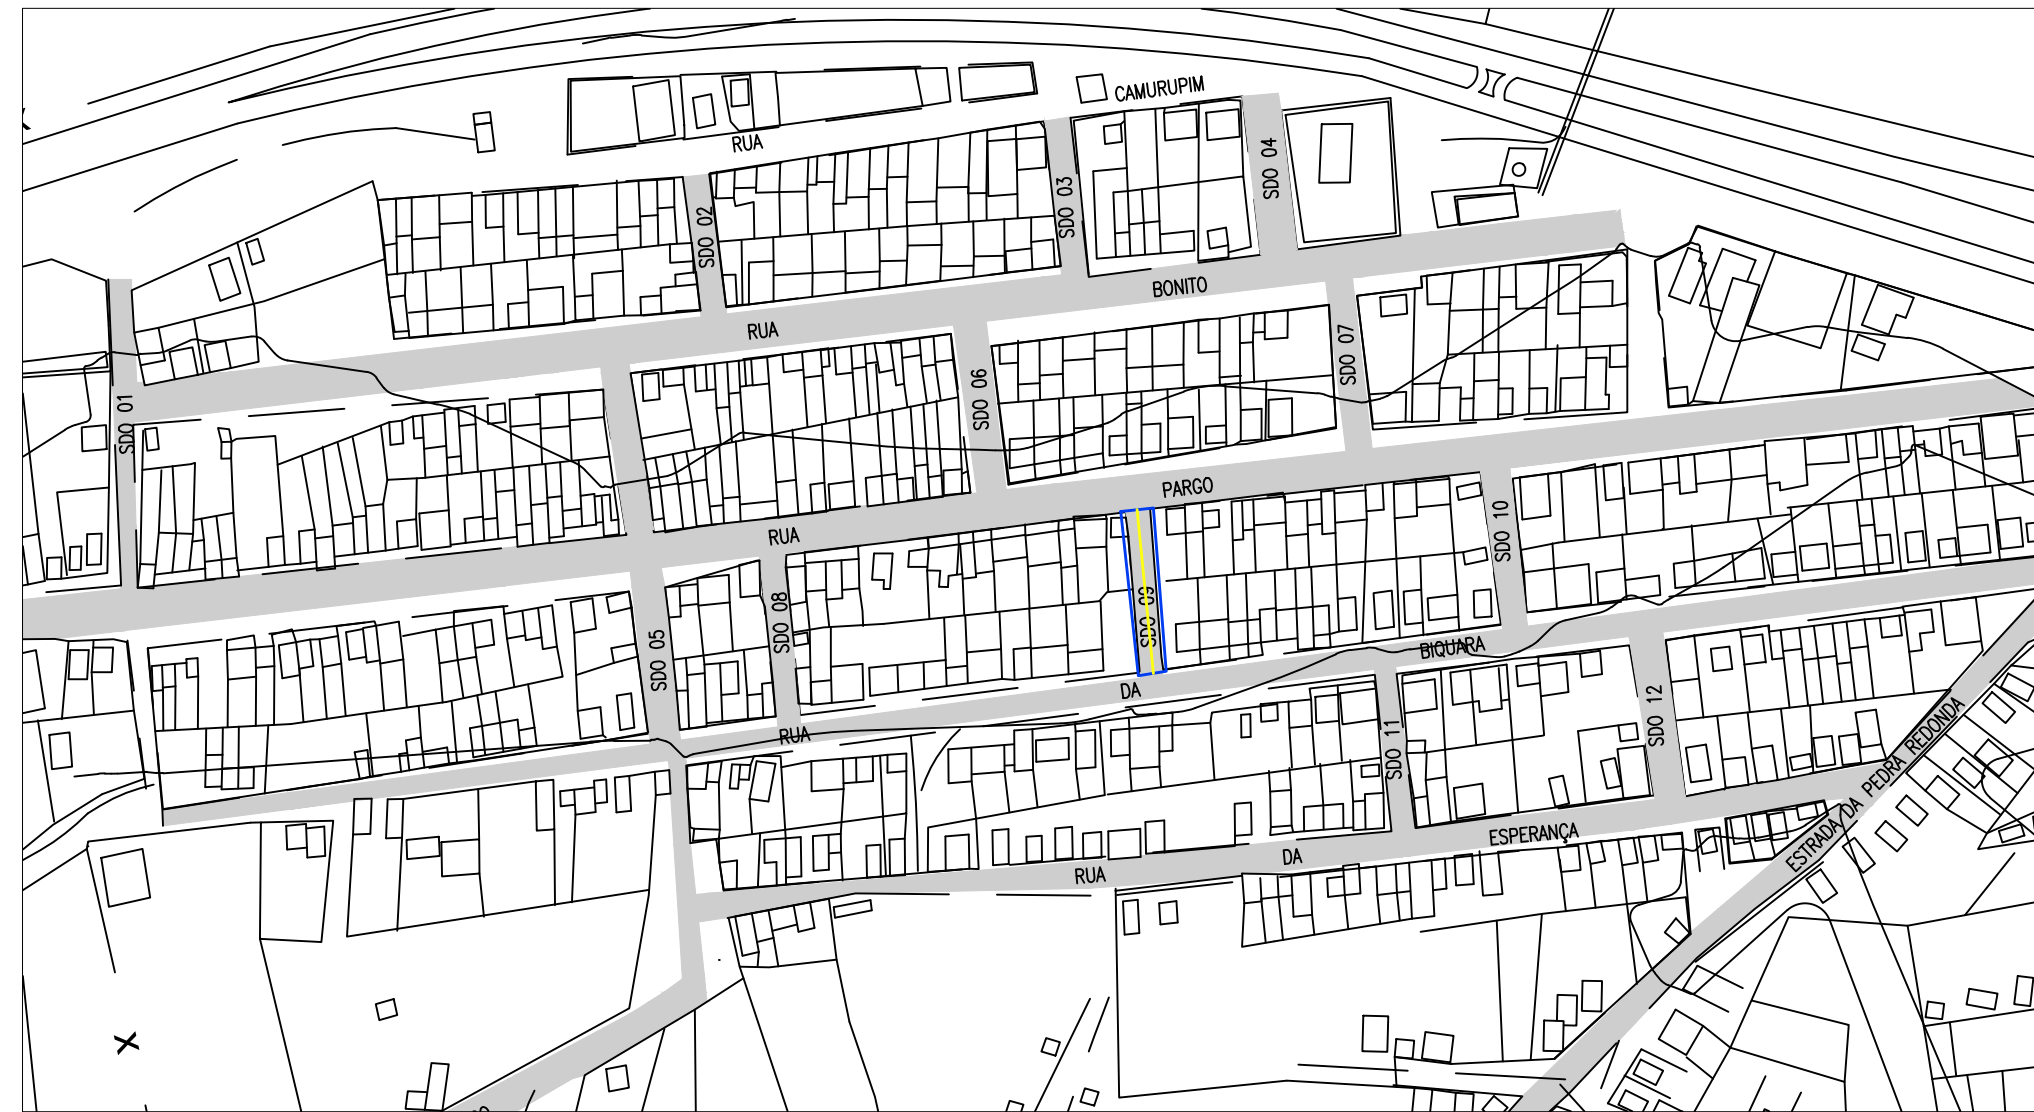 CAMURUPIM
RUA
SDO 04
SDO 03
SDO 02
BONITO
RUA
SDO 07
SDO 06
SDO 01
PARGO
RUA
SDO 10
SDO 09
SDO 08
SDO 05
BIQUARA
DA
RUA
SDO 12
SDO 11
ESTRADA DA PEDRA REDONDA
ESPERANÇA
DA
RUA
X